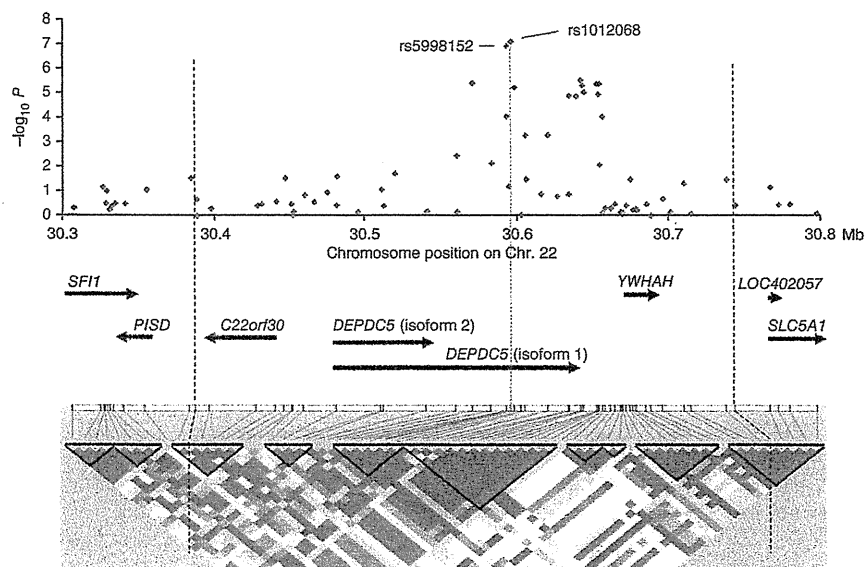 8
7
6
5
4
3
2
1
0
−log10 P
rs5998152
rs1012068
30.3
30.4
30.5
30.6
30.7
30.8 Mb
Chromosome position on Chr. 22
SFI1
YWHAH
LOC402057
PISD
C22orf30
DEPDC5 (isoform 2)
SLC5A1
DEPDC5 (isoform 1)